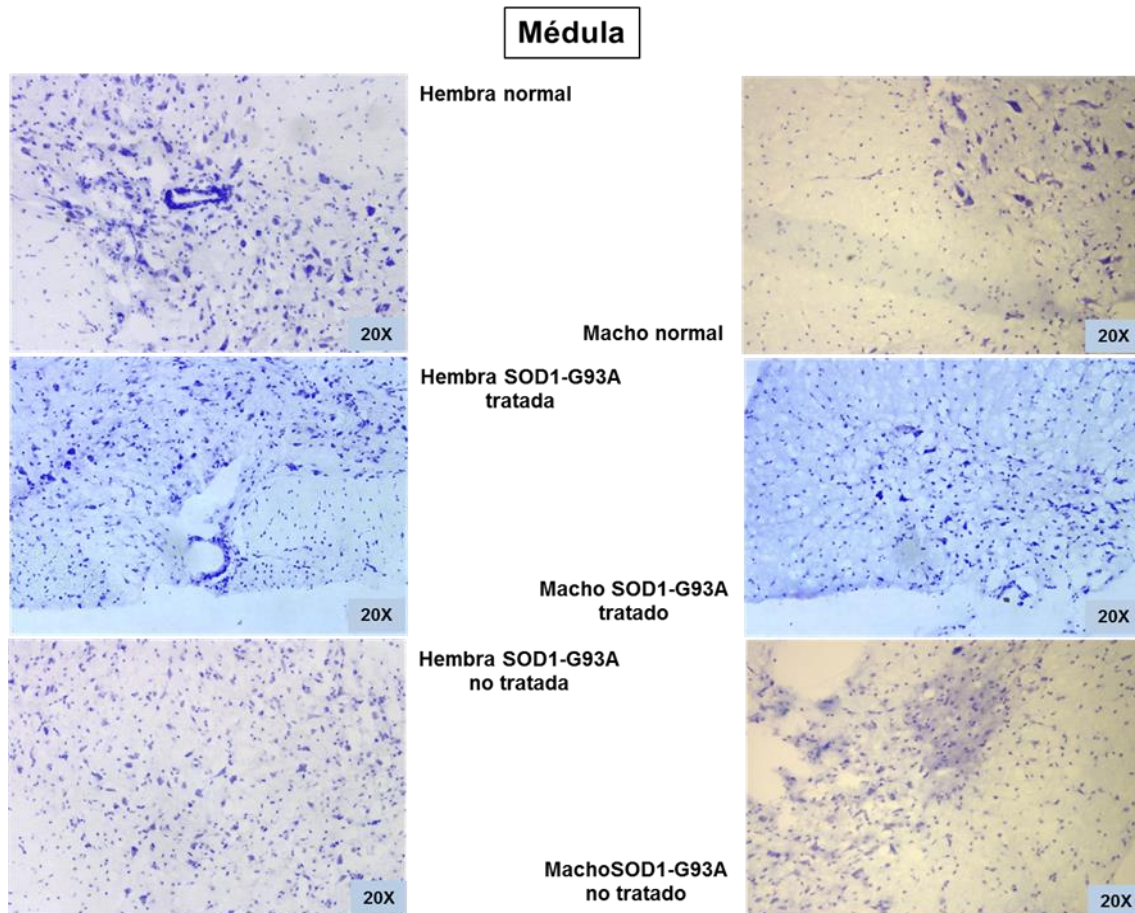 Médula
Hembra normal
20X
Macho normal
20X
Hembra SOD1-G93A
tratada
20X
Macho SOD1-G93A
tratado
20X
Hembra SOD1-G93A
no tratada
20X
MachoSOD1-G93A
no tratado
20X